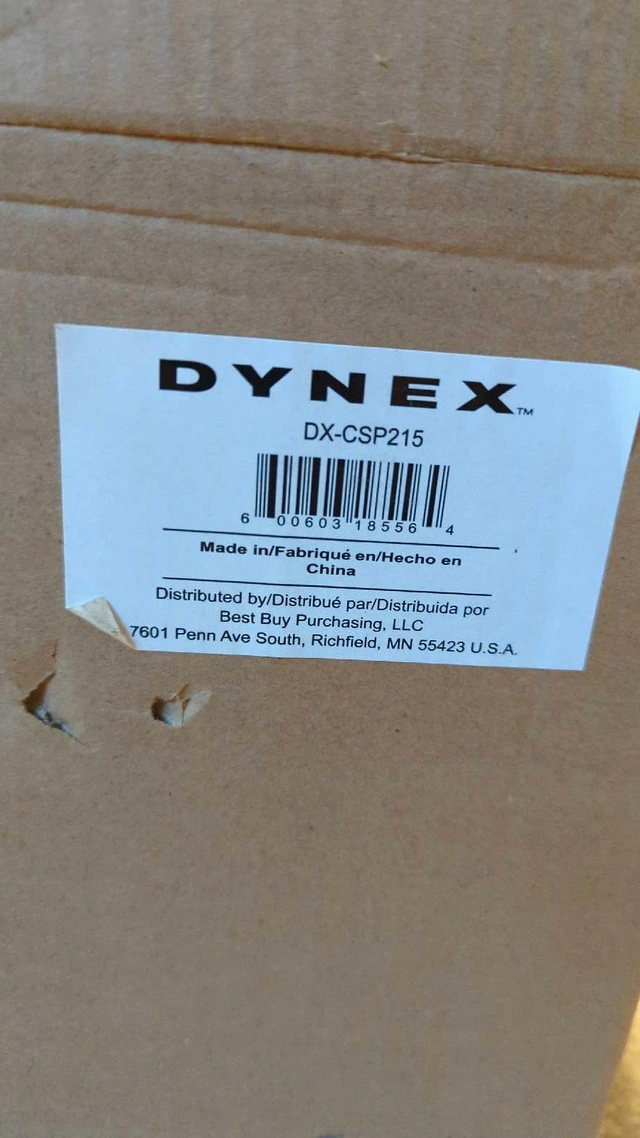 DYNEX™
DX-CSP215
6 00603 18556 4
Made in/Fabriqué en/Hecho en
China
Distributed by/Distribué par/Distribuida por
Best Buy Purchasing, LLC
7601 Penn Ave South, Richfield, MN 55423 U.S.A.